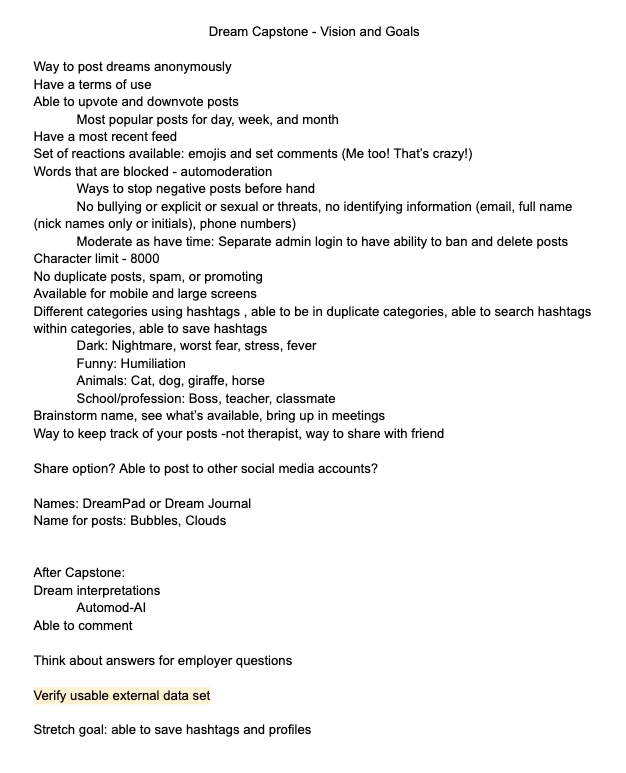 Dream Capstone - Vision and Goals
Way to post dreams anonymously
Have a terms of use
Able to upvote and downvote posts
Most popular posts for day, week, and month
Have a most recent feed
Set of reactions available: emojis and set comments (Me too! That's crazy!)
Words that are blocked - automoderation
Ways to stop negative posts before hand
No bullying or explicit or sexual or threats, no identifying information (email, full name
(nick names only or initials), phone numbers)
Moderate as have time: Separate admin login to have ability to ban and delete posts
Character limit - 8000
No duplicate posts, spam, or promoting
Available for mobile and large screens
Different categories using hashtags , able to be in duplicate categories, able to search hashtags
within categories, able to save hashtags
Dark: Nightmare, worst fear, stress, fever
Funny: Humiliation
Animals: Cat, dog, giraffe, horse
School/profession: Boss, teacher, classmate
Brainstorm name, see what's available, bring up in meetings
Way to keep track of your posts -not therapist, way to share with friend
Share option? Able to post to other social media accounts?
Names: DreamPad or Dream Journal
Name for posts: Bubbles, Clouds
After Capstone:
Dream interpretations
Automod-AI
Able to comment
Think about answers for employer questions
Verify usable external data set
Stretch goal: able to save hashtags and profiles